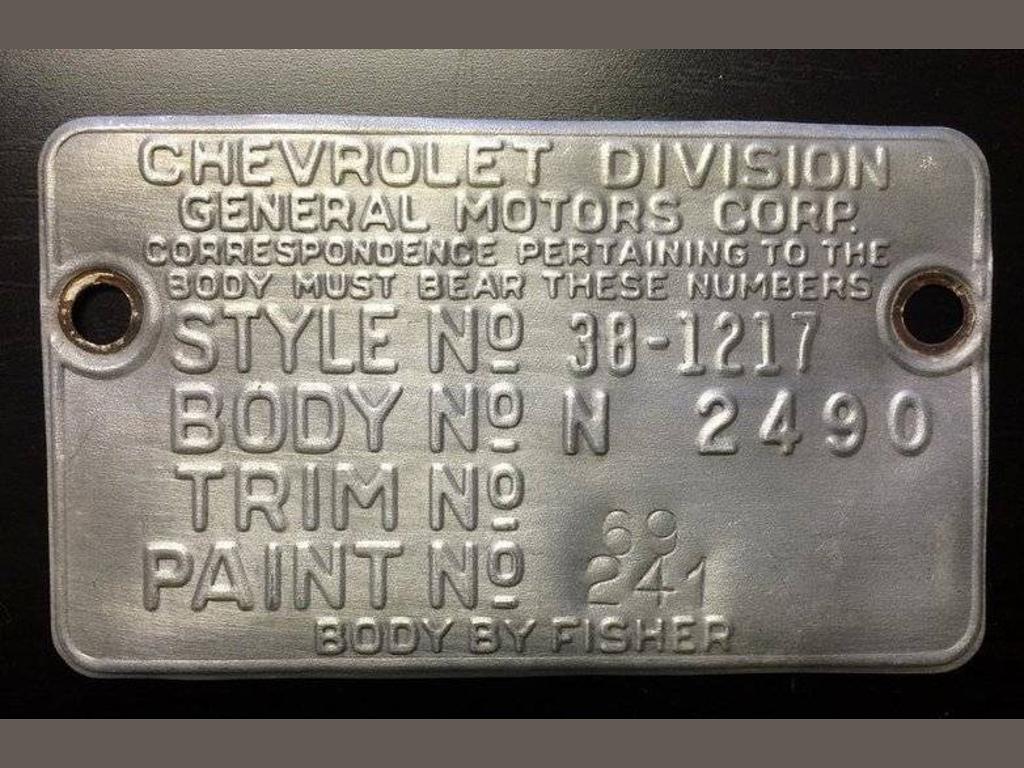 CHEVROLET DIVISION
GENERAL MOTORS CORP.
CORRESPONDENCE PERTAINING TO THE
BODY MUST BEAR THESE NUMBERS
STYLE Nº 38-1217
BODY Nº N 2490
TRIM Nº 69
PAINT Nº 241
BODY BY FISHER